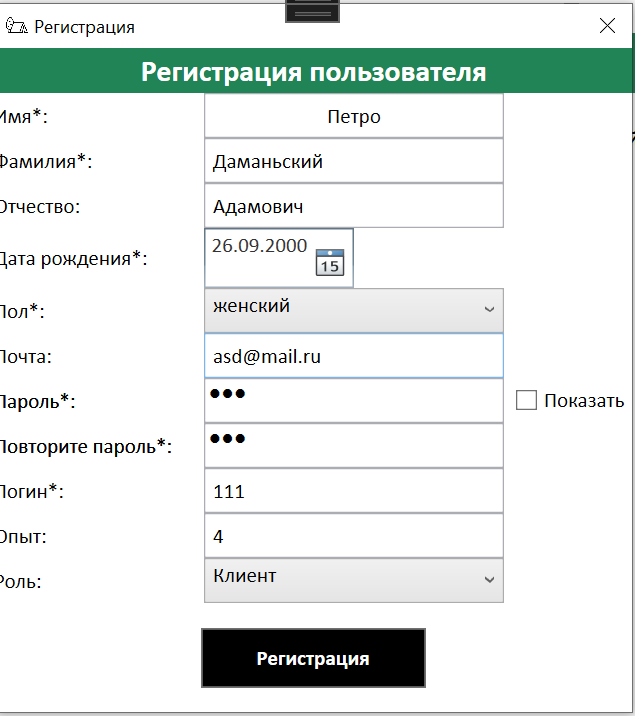 Регистрация
Регистрация пользователя
Имя*: Петро
Фамилия*: Даманьский
Отчество: Адамович
Дата рождения*: 26.09.2000 15
Пол*: женский
Почта: asd@mail.ru
Пароль*: ●●● Показать
Повторите пароль*: ●●●
Логин*: 111
Опыт: 4
Роль: Клиент
Регистрация